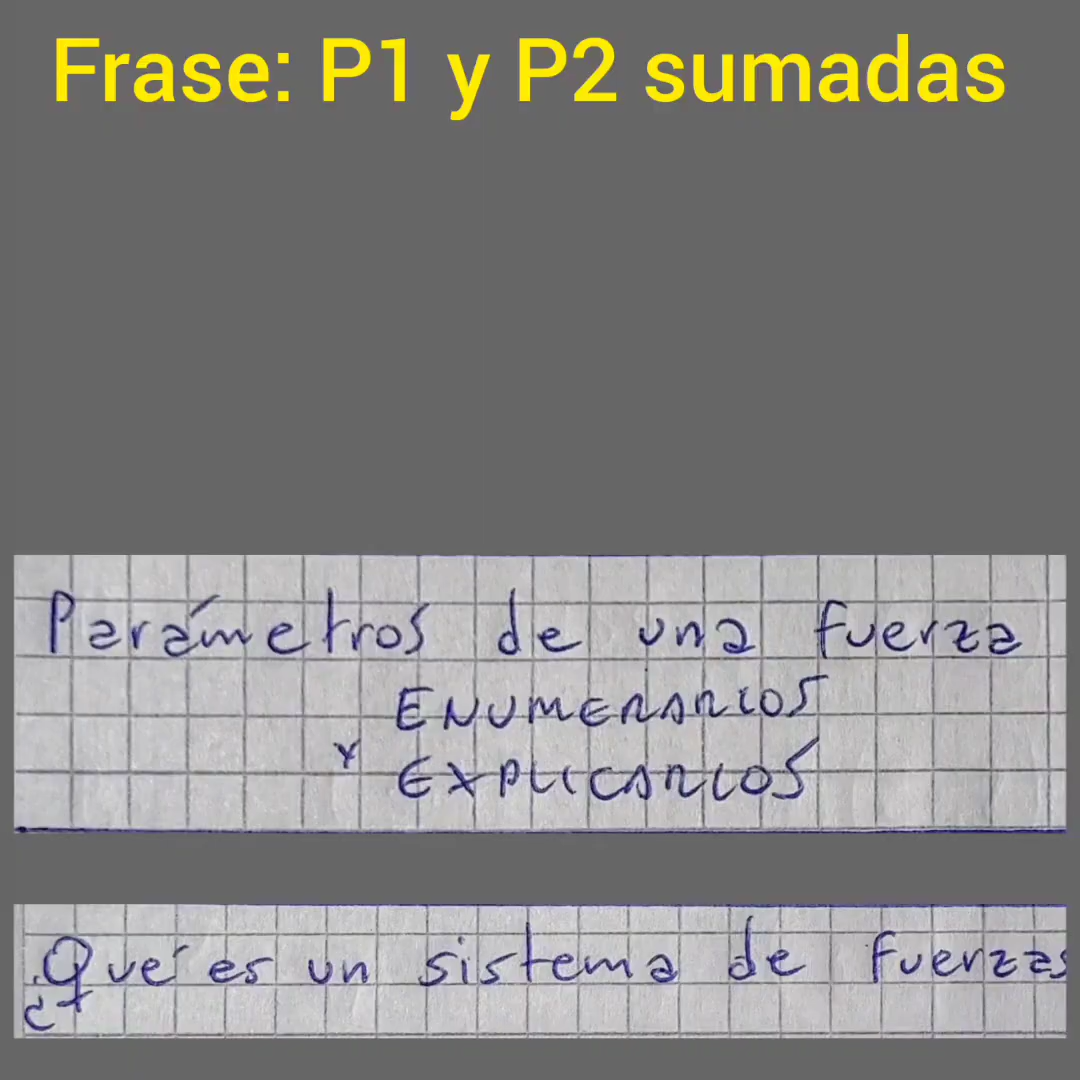 Frase: P1 y P2 sumadas
Parámetros de una fuerza
ENUMERARLOS
y EXPLICARLOS
¿Qué es un sistema de fuerzas